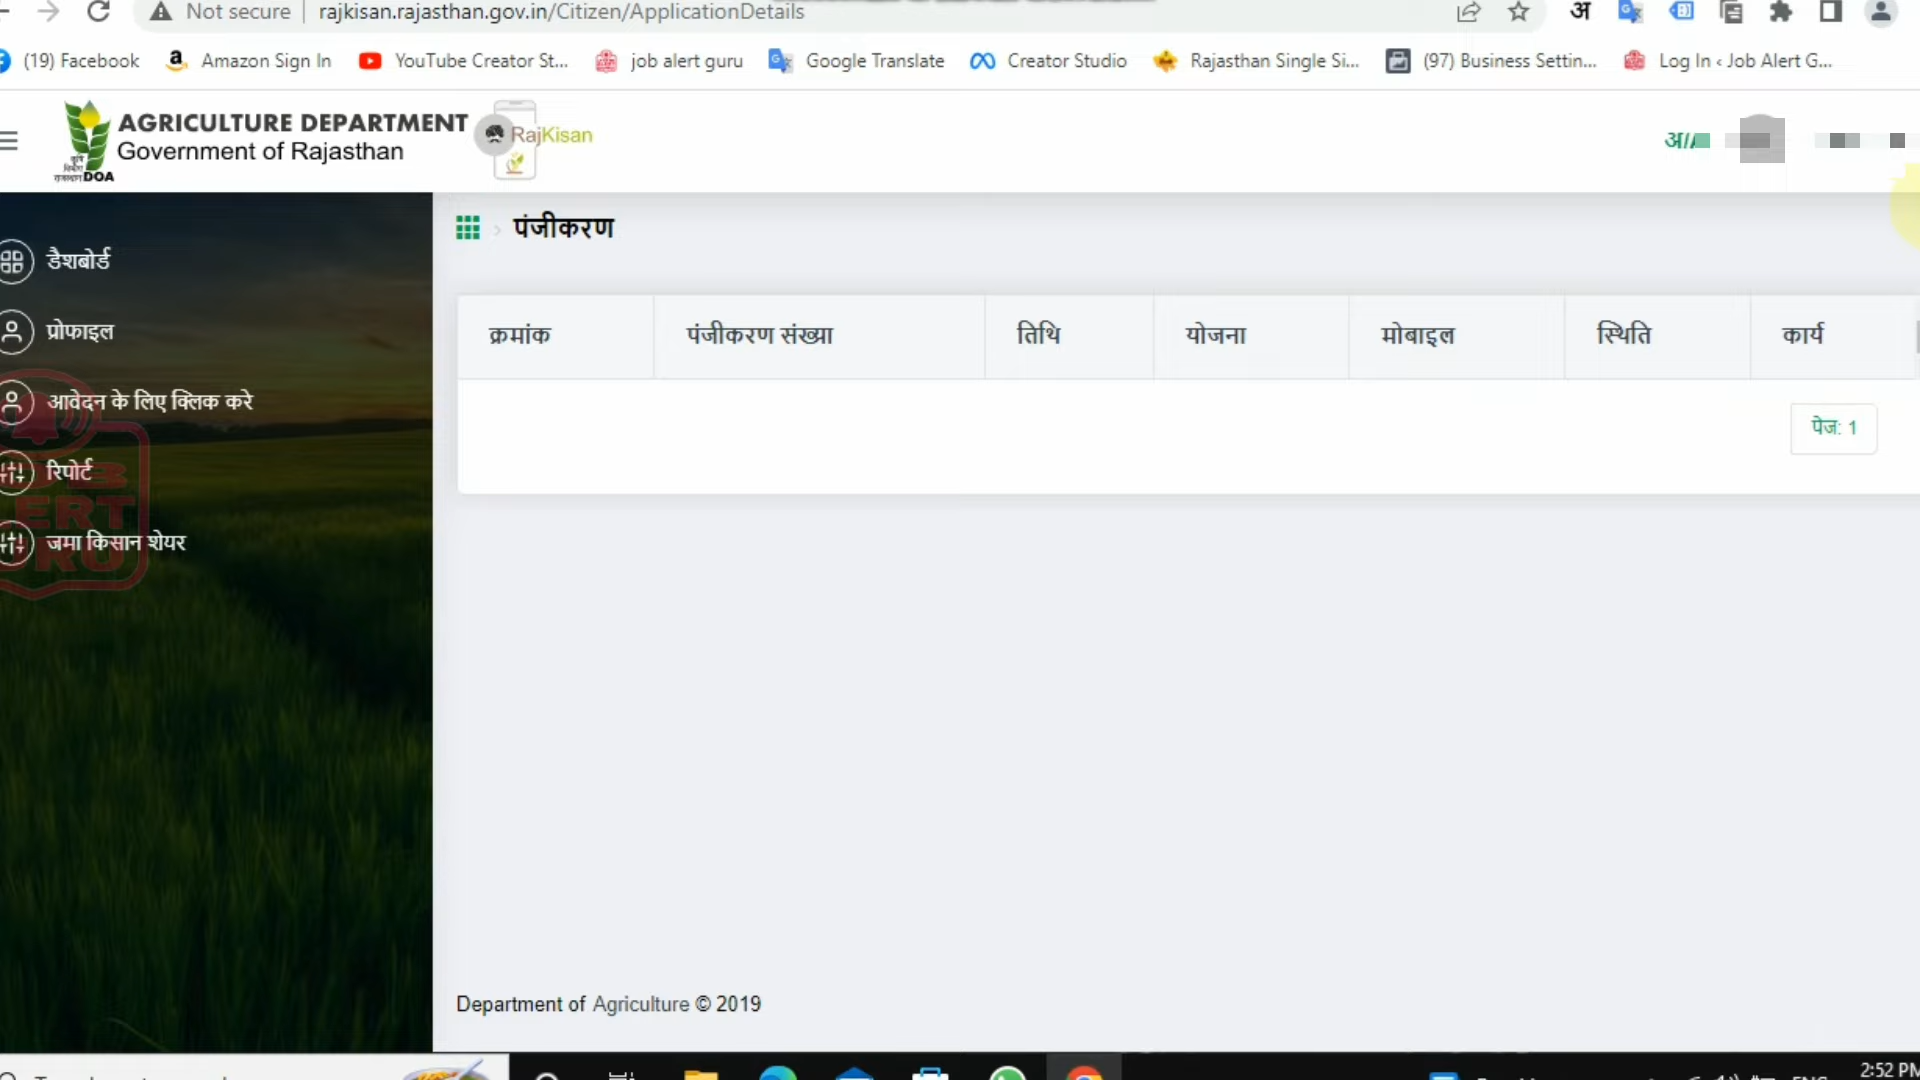 Not secure rajkisan.rajasthan.gov.in/Citizen/ApplicationDetails अ
(19) Facebook Amazon Sign In YouTube Creator St... job alert guru Google Translate Creator Studio Rajasthan Single Si... (97) Business Settin... Log In ‹ Job Alert G...
AGRICULTURE DEPARTMENT
Government of Rajasthan
DOA
RajKisan
पंजीकरण
डैशबोर्ड
प्रोफाइल
आवेदन के लिए क्लिक करे
रिपोर्ट
जमा किसान शेयर
क्रमांक पंजीकरण संख्या तिथि योजना मोबाइल स्थिति कार्य
पेज: 1
Department of Agriculture © 2019
2:52 PM